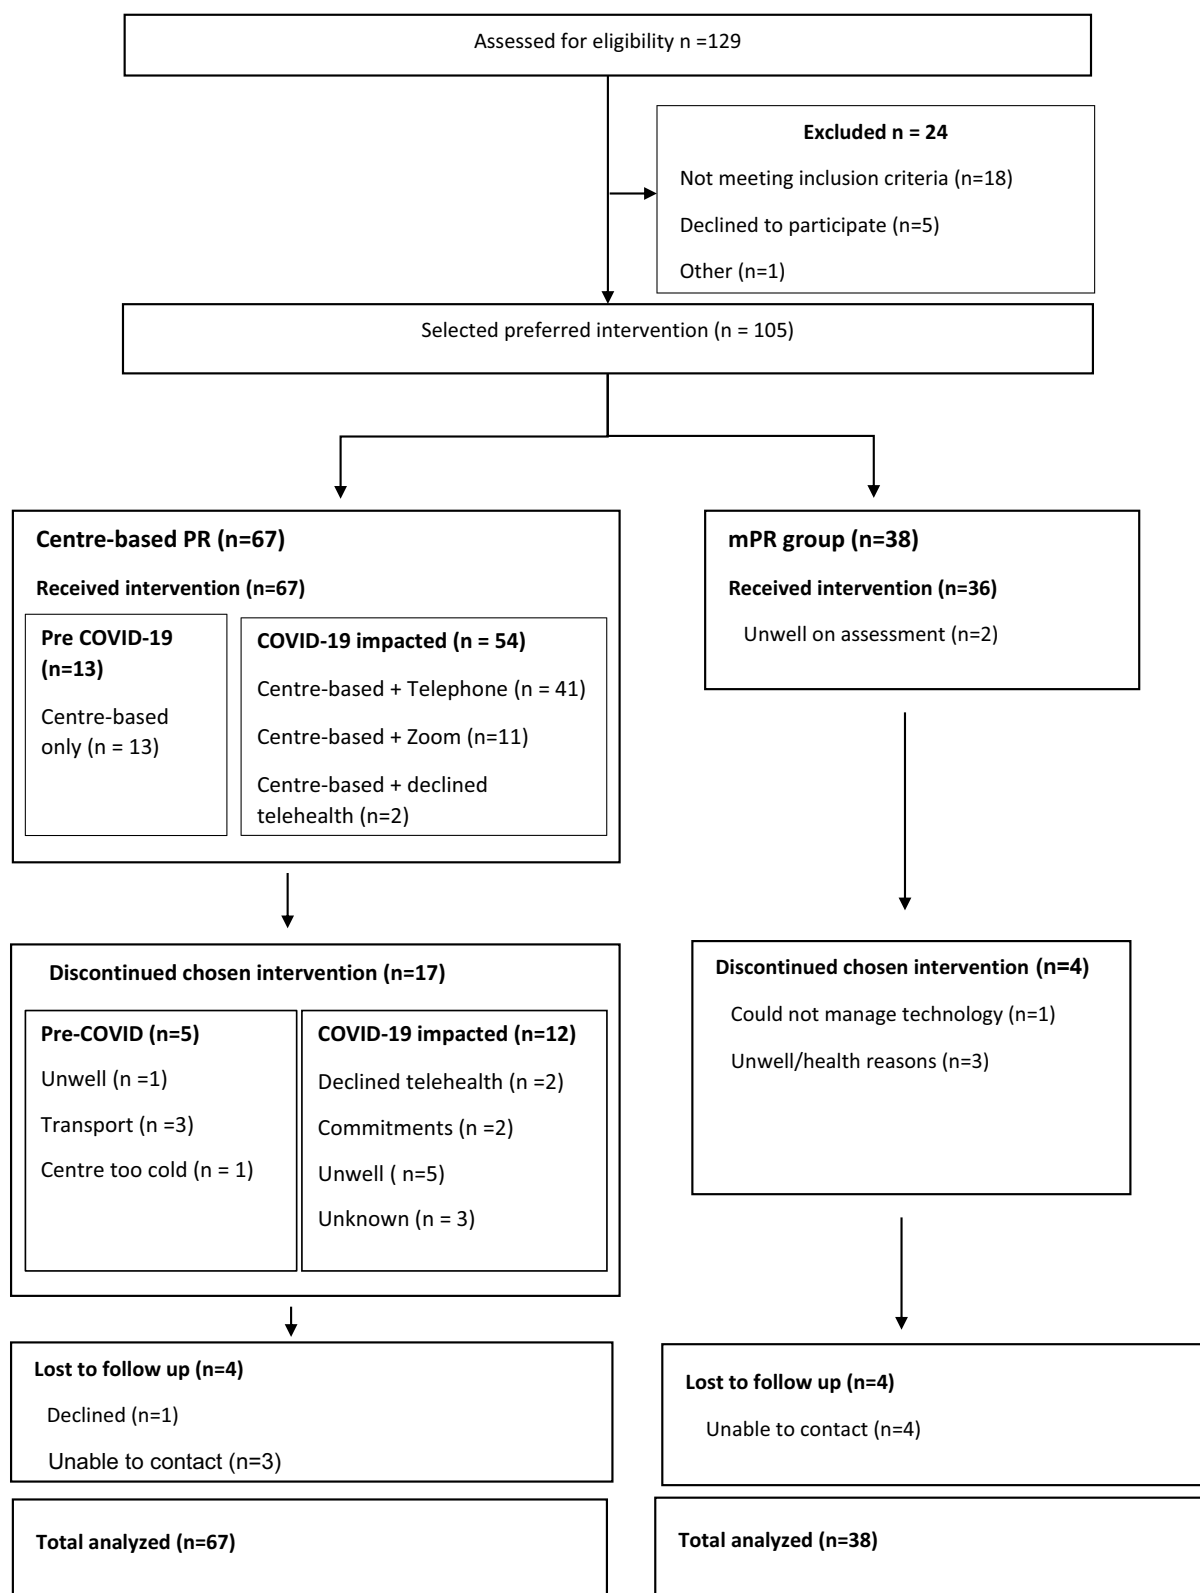 Assessed for eligibility n =129
Excluded n = 24
Not meeting inclusion criteria (n=18)
Declined to participate (n=5)
Other (n=1)
Selected preferred intervention (n = 105)
Centre-based PR (n=67)
Received intervention (n=67)
Pre COVID-19
(n=13)
Centre-based
only (n = 13)
COVID-19 impacted (n = 54)
Centre-based + Telephone (n = 41)
Centre-based + Zoom (n=11)
Centre-based + declined
telehealth (n=2)
mPR group (n=38)
Received intervention (n=36)
Unwell on assessment (n=2)
Discontinued chosen intervention (n=17)
Pre-COVID (n=5)
Unwell (n =1)
Transport (n =3)
Centre too cold (n = 1)
COVID-19 impacted (n=12)
Declined telehealth (n =2)
Commitments (n =2)
Unwell ( n=5)
Unknown (n = 3)
Discontinued chosen intervention (n=4)
Could not manage technology (n=1)
Unwell/health reasons (n=3)
Lost to follow up (n=4)
Declined (n=1)
Unable to contact (n=3)
Lost to follow up (n=4)
Unable to contact (n=4)
Total analyzed (n=67)
Total analyzed (n=38)